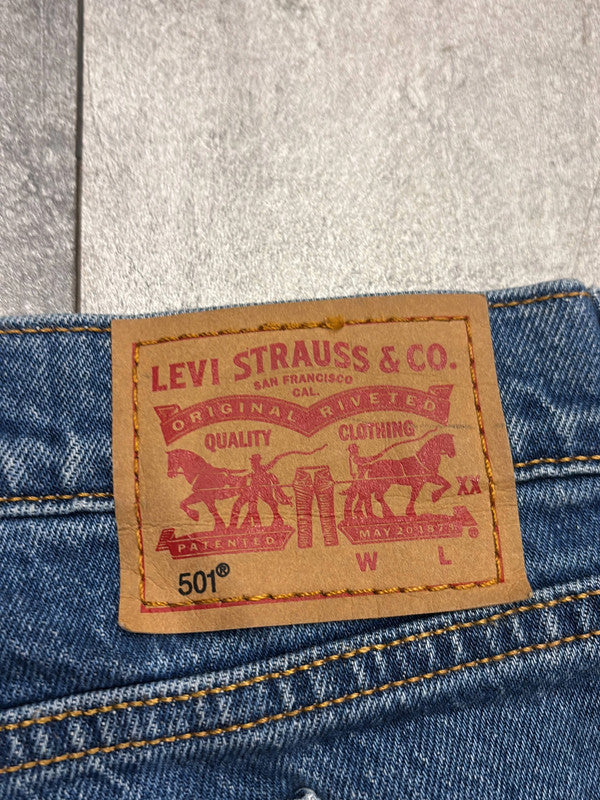 LEVI STRAUSS & CO.
SAN FRANCISCO
CAL.
ORIGINAL RIVETED
QUALITY CLOTHING
XX
PATENTED MAY 20 1873
W L
501®